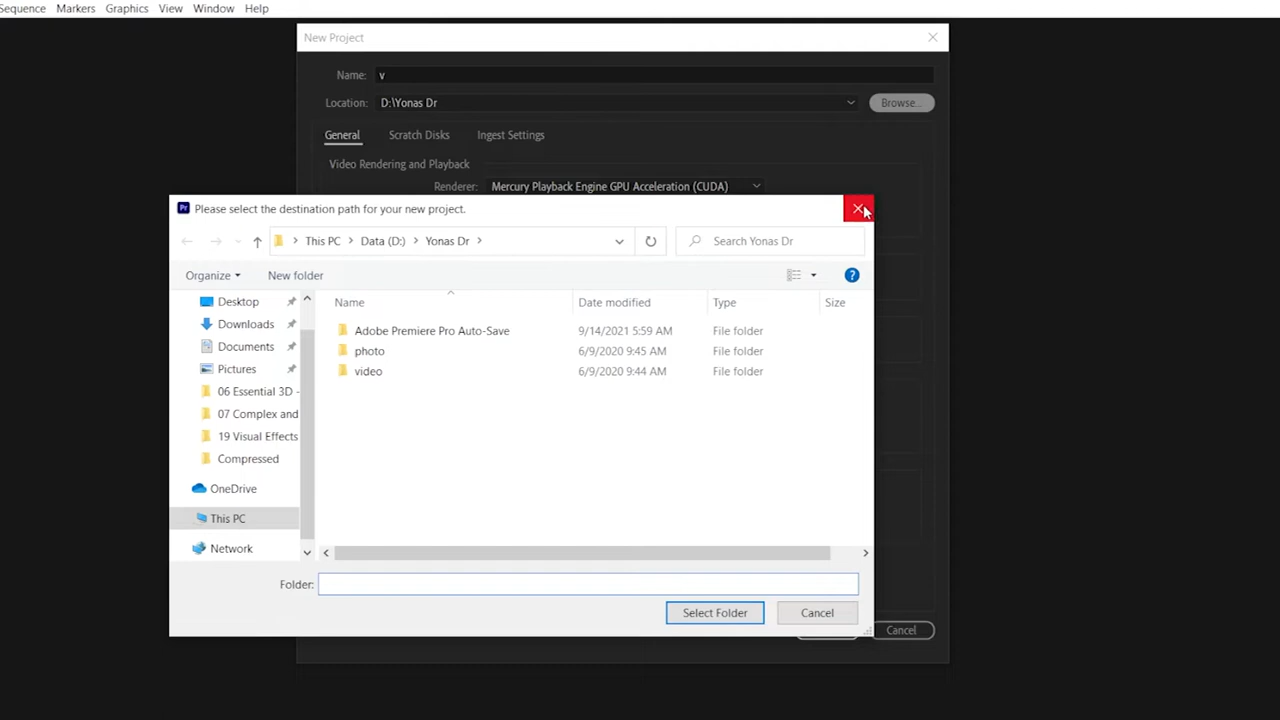 Sequence Markers Graphics View Window Help
New Project
Name: v
Location: D:\Yonas Dr Browse...
General Scratch Disks Ingest Settings
Video Rendering and Playback
Renderer: Mercury Playback Engine GPU Acceleration (CUDA)
Pr Please select the destination path for your new project.
This PC > Data (D:) > Yonas Dr > Search Yonas Dr
Organize New folder ?
Name Date modified Type Size
Desktop
Downloads
Documents
Pictures
06 Essential 3D -
07 Complex and
19 Visual Effects
Compressed
OneDrive
This PC
Network
Adobe Premiere Pro Auto-Save 9/14/2021 5:59 AM File folder
photo 6/9/2020 9:45 AM File folder
video 6/9/2020 9:44 AM File folder
Folder:
Select Folder Cancel
Cancel